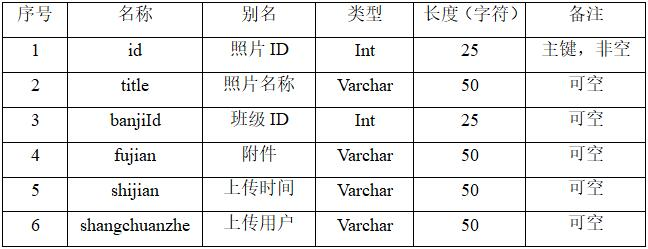 序号 名称 别名 类型 长度（字符） 备注
1 id 照片 ID Int 25 主键，非空
2 title 照片名称 Varchar 50 可空
3 banjiId 班级 ID Int 25 可空
4 fujian 附件 Varchar 50 可空
5 shijian 上传时间 Varchar 50 可空
6 shangchuanzhe 上传用户 Varchar 50 可空